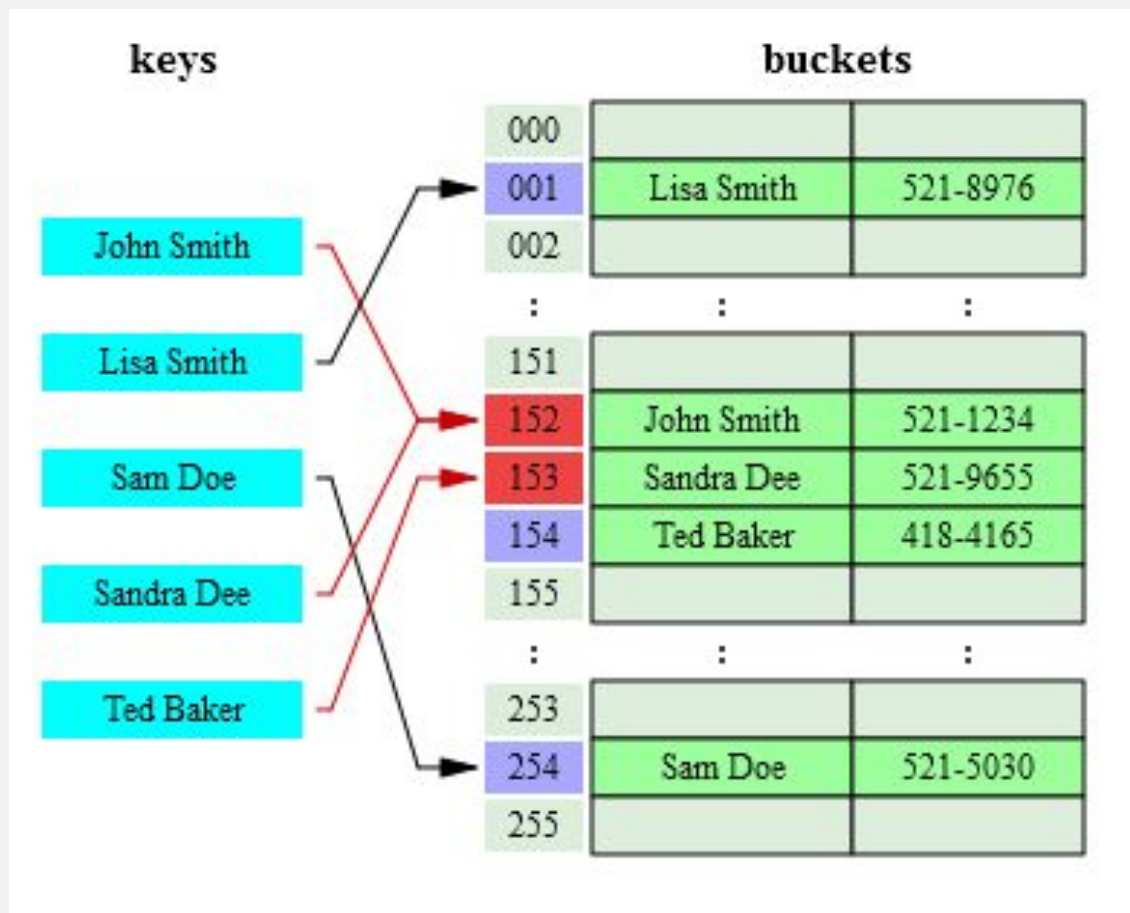 keys
buckets
John Smith
Lisa Smith
Sam Doe
Sandra Dee
Ted Baker
000
001 Lisa Smith 521-8976
002
: : :
151
152 John Smith 521-1234
153 Sandra Dee 521-9655
154 Ted Baker 418-4165
155
: : :
253
254 Sam Doe 521-5030
255